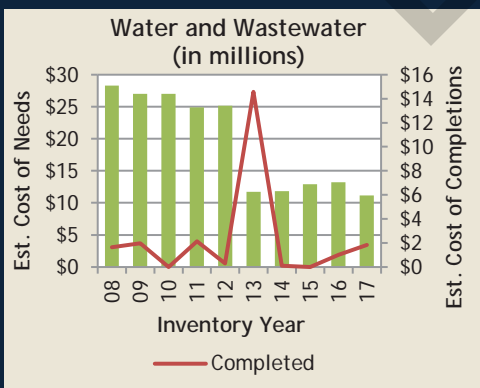 Water and Wastewater
(in millions)
Est. Cost of Needs
$30
$25
$20
$15
$10
$5
$0
$16
$14
$12
$10
$8
$6
$4
$2
$0
Est. Cost of Completions
08 09 10 11 12 13 14 15 16 17
Inventory Year
Completed